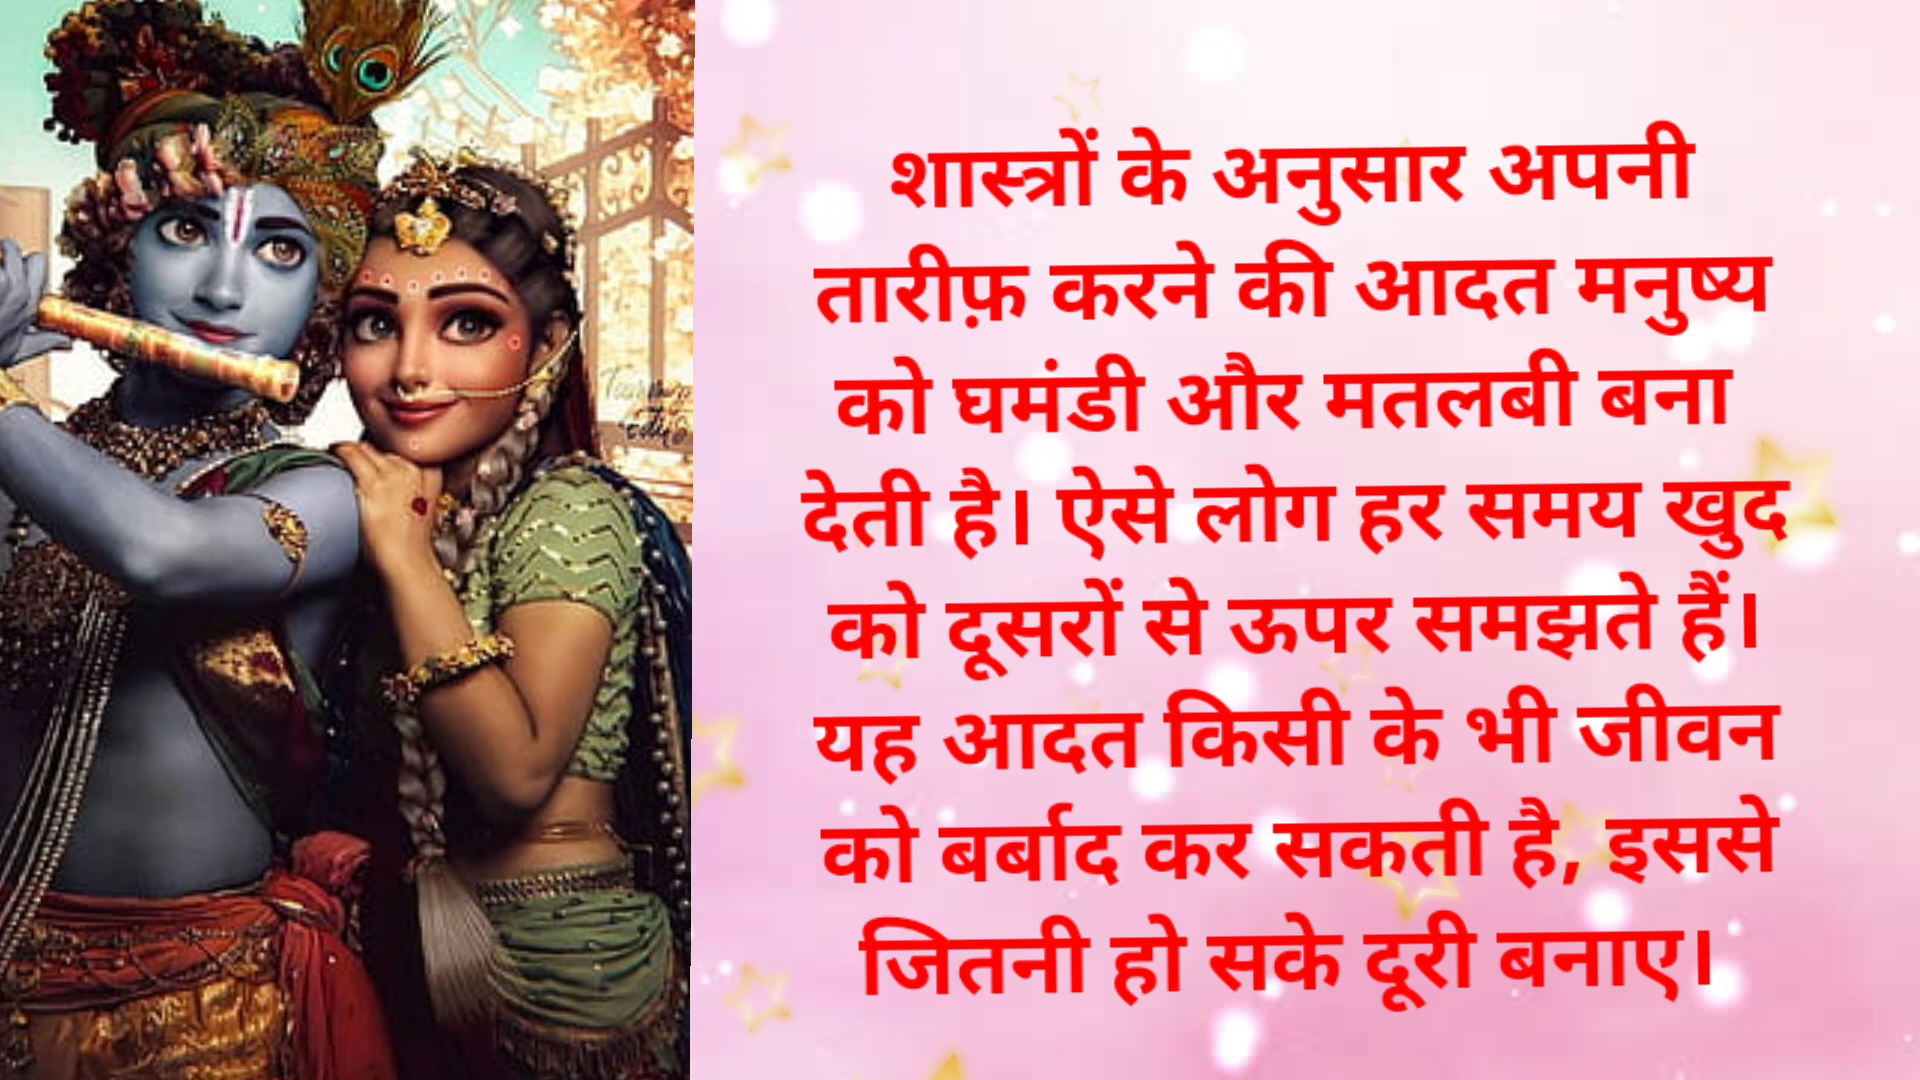 शास्त्रों के अनुसार अपनी
तारीफ़ करने की आदत मनुष्य
को घमंडी और मतलबी बना
देती है। ऐसे लोग हर समय खुद
को दूसरों से ऊपर समझते हैं।
यह आदत किसी के भी जीवन
को बर्बाद कर सकती है, इससे
जितनी हो सके दूरी बनाए।